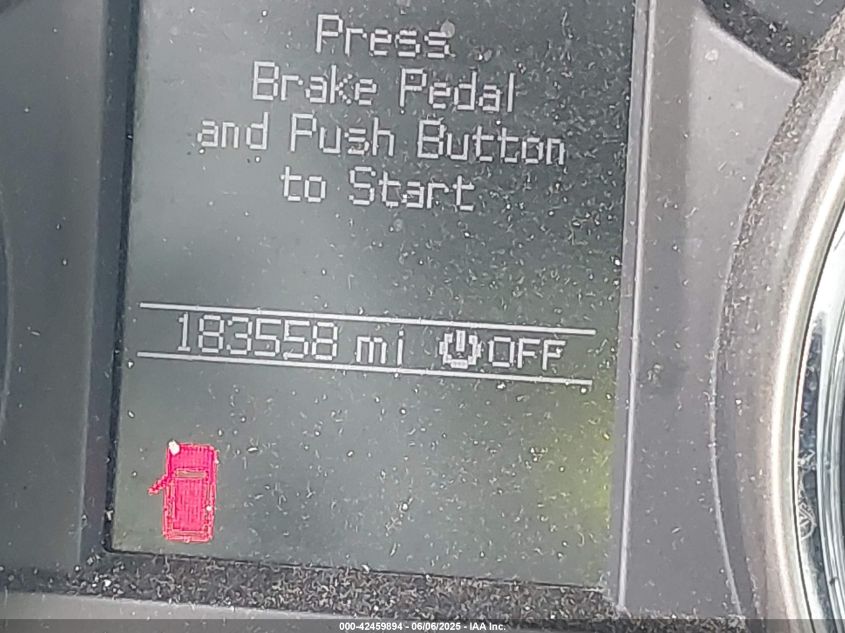 Press
Brake Pedal
and Push Button
to Start
183558 mi OFF
000-42459894 - 06/06/2025 - IAA Inc.